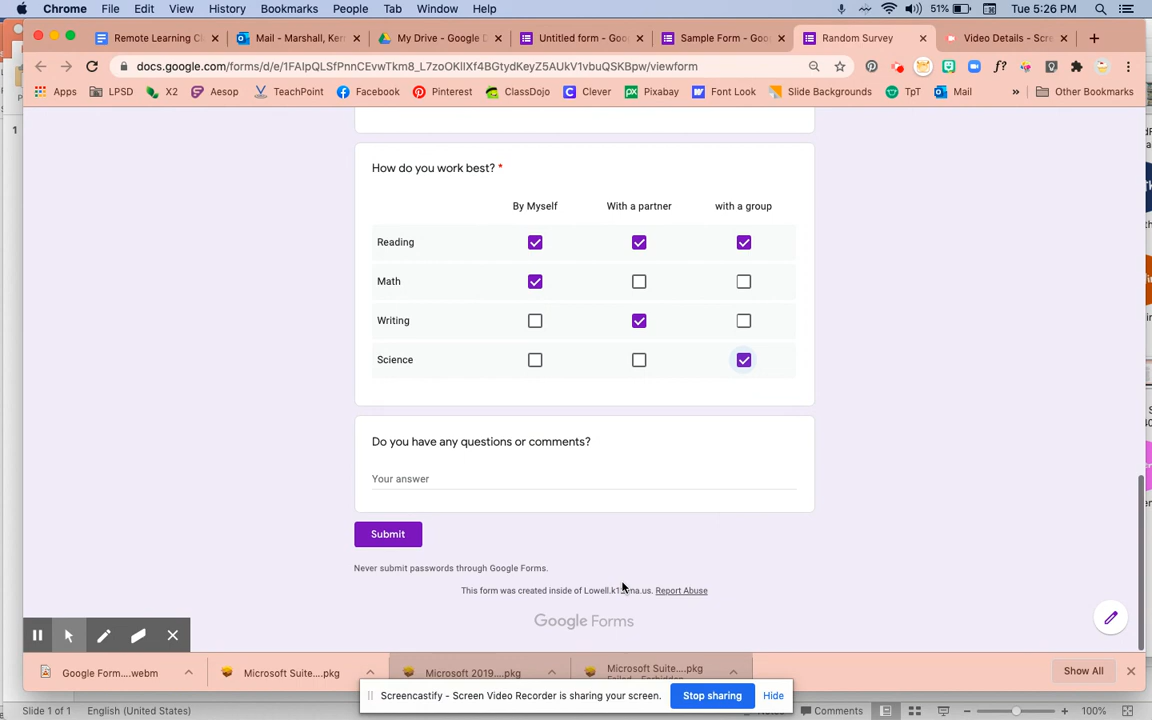 Chrome File Edit View History Bookmarks People Tab Window Help 51% Tue 5:26 PM
Remote Learning C Mail - Marshall, Ker My Drive - Google D Untitled form - Goo Sample Form - Goo Random Survey Video Details - Scre
docs.google.com/forms/d/e/1FAIpQLSfPnnCEvwTkm8_L7zoOKlIXf4BGtydKeyZ5AUkV1vbuQSKBpw/viewform
Apps LPSD X2 Aesop TeachPoint Facebook Pinterest ClassDojo Clever Pixabay Font Look Slide Backgrounds TpT Mail » Other Bookmarks
1
How do you work best? *
By Myself With a partner with a group
Reading
Math
Writing
Science
Do you have any questions or comments?
Your answer
Submit
Never submit passwords through Google Forms.
This form was created inside of Lowell.k12.ma.us. Report Abuse
Google Forms
Google Form....webm Microsoft Suite....pkg Microsoft 2019....pkg Microsoft Suite....pkg Show All
Failed - Forbidden
Screencastify - Screen Video Recorder is sharing your screen. Stop sharing Hide
Slide 1 of 1 English (United States) Comments 100%